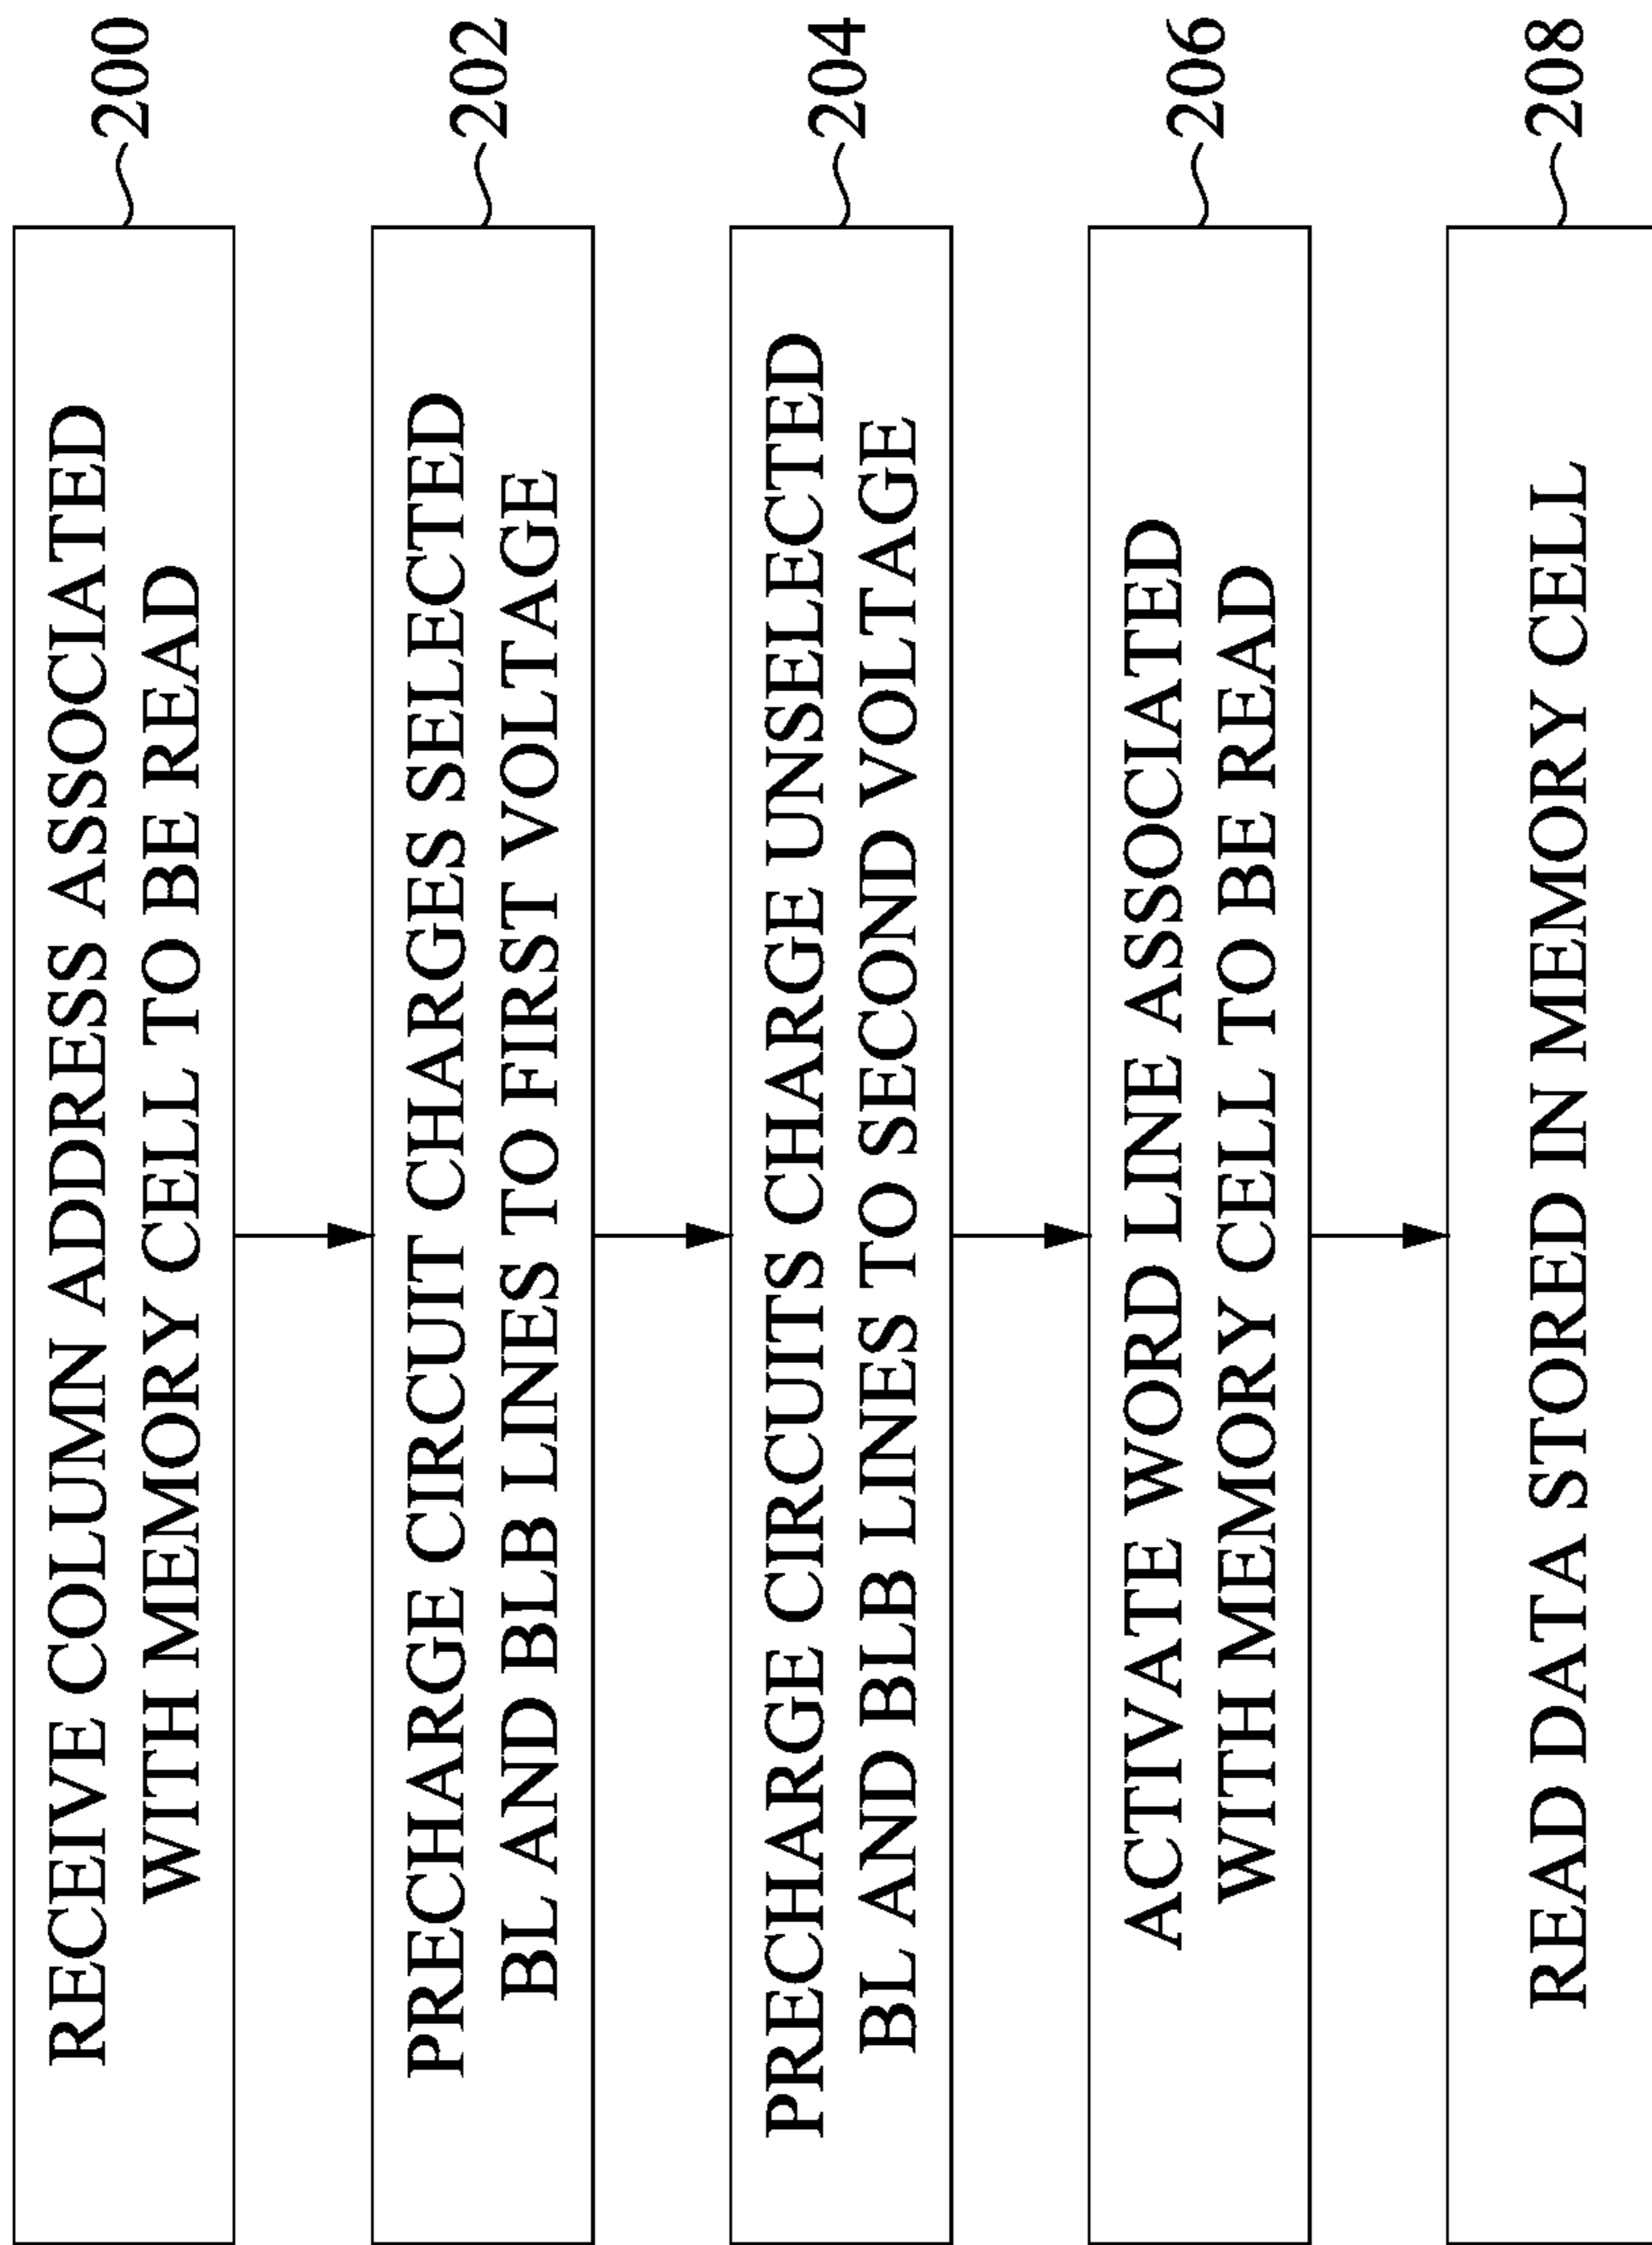 RECEIVE COLUMN ADDRESS ASSOCIATED
WITH MEMORY CELL TO BE READ
200
PRECHARGE CIRCUIT CHARGES SELECTED
BL AND BLB LINES TO FIRST VOLTAGE
202
PRECHARGE CIRCUITS CHARGE UNSELECTED
BL AND BLB LINES TO SECOND VOLTAGE
204
ACTIVATE WORD LINE ASSOCIATED
WITH MEMORY CELL TO BE READ
206
READ DATA STORED IN MEMORY CELL
208